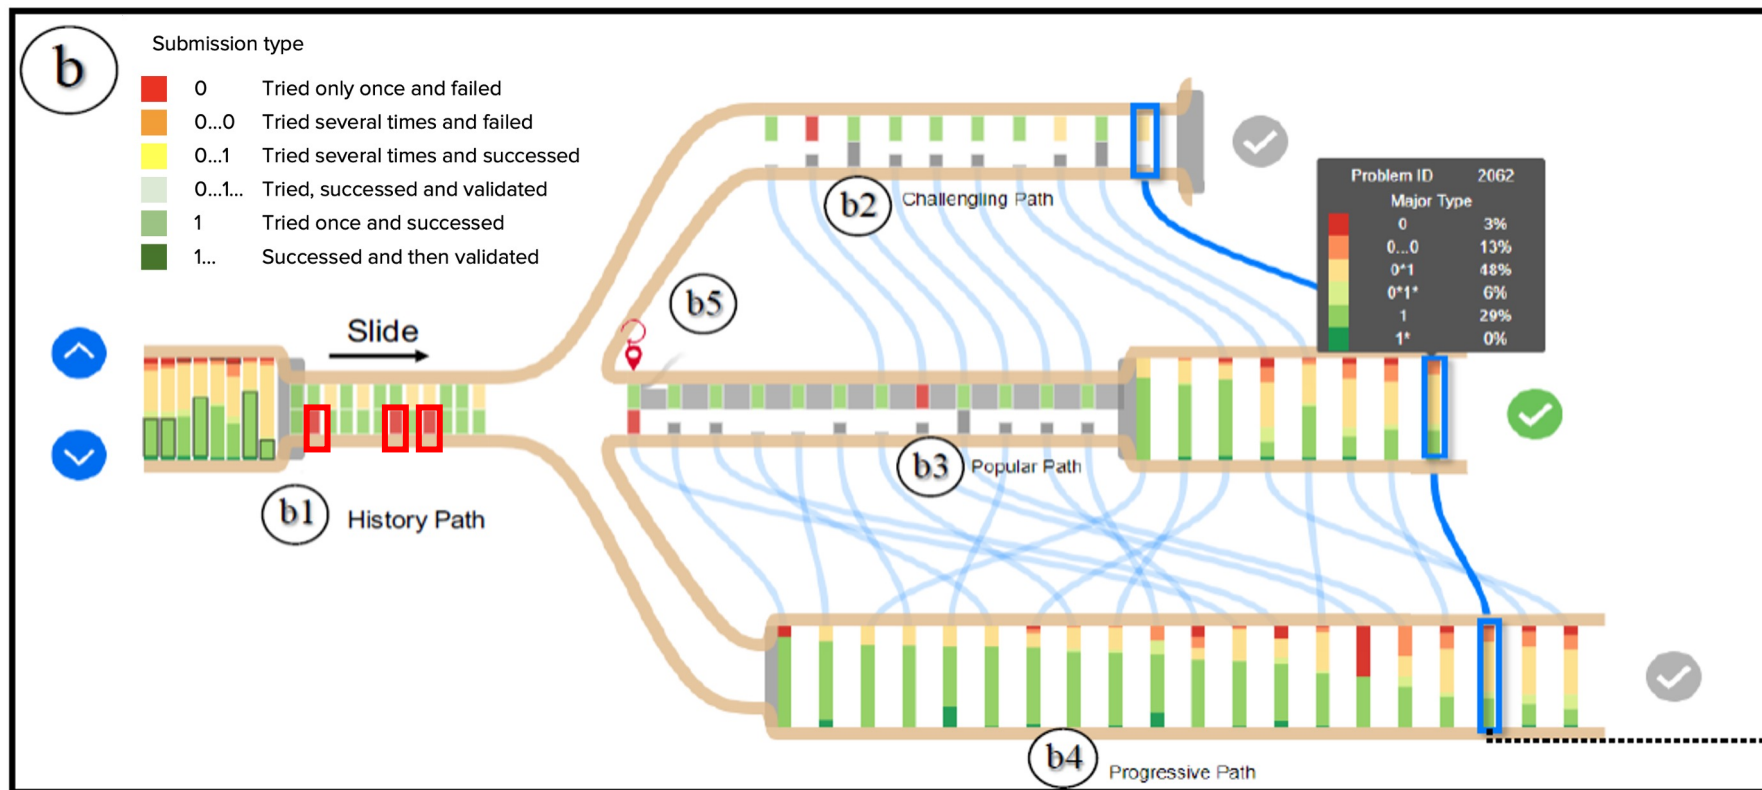 b
Submission type
0 Tried only once and failed
0...0 Tried several times and failed
0...1 Tried several times and successed
0...1... Tried, successed and validated
1 Tried once and successed
1... Successed and then validated
b2 Challengling Path
Problem ID 2062
Major Type
0 3%
0...0 13%
0*1 48%
0*1* 6%
1 29%
1* 0%
b5
Slide
b3 Popular Path
b1 History Path
b4 Progressive Path